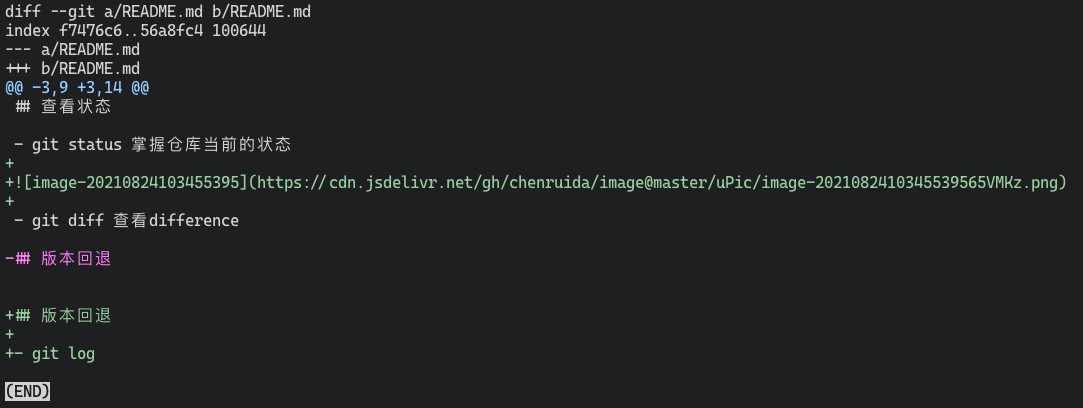 diff --git a/README.md b/README.md
index f7476c6..56a8fc4 100644
--- a/README.md
+++ b/README.md
@@ -3,9 +3,14 @@
 ## 查看状态
 - git status 掌握仓库当前的状态
+
+![image-20210824103455395](https://cdn.jsdelivr.net/gh/chenruida/image@master/uPic/image-2021082410345539565VMKz.png)
+
 - git diff 查看difference
-## 版本回退
+## 版本回退
+
+- git log
(END)